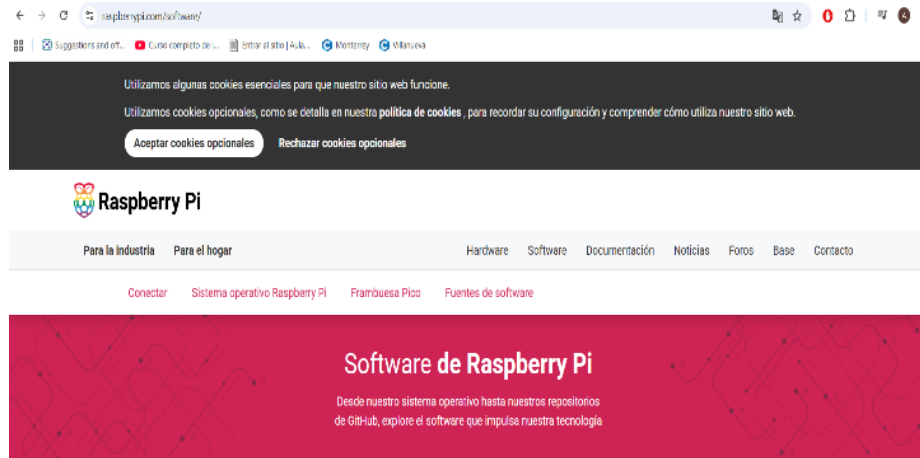 raspberrypi.com/software/
Suggestions and off... Curso completo de i... Entrar al sitio | Aula... Monterrey Villanueva
Utilizamos algunas cookies esenciales para que nuestro sitio web funcione.
Utilizamos cookies opcionales, como se detalla en nuestra política de cookies , para recordar su configuración y comprender cómo utiliza nuestro sitio web.
Aceptar cookies opcionales Rechazar cookies opcionales
Raspberry Pi
Para la industria Para el hogar Hardware Software Documentación Noticias Foros Base Contacto
Conectar Sistema operativo Raspberry Pi Frambuesa Pico Fuentes de software
Software de Raspberry Pi
Desde nuestro sistema operativo hasta nuestros repositorios
de GitHub, explore el software que impulsa nuestra tecnología